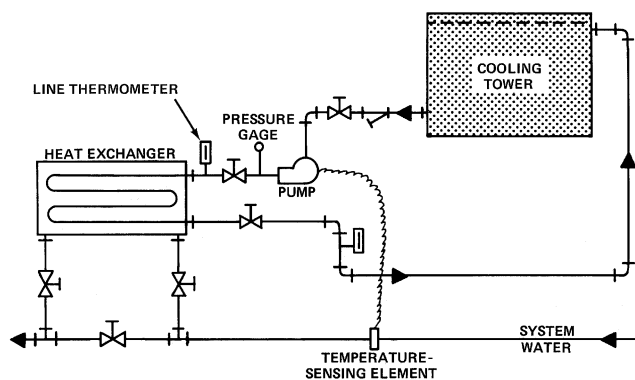 COOLING
TOWER
LINE THERMOMETER
PRESSURE
GAGE
HEAT EXCHANGER
PUMP
SYSTEM
WATER
TEMPERATURE-
SENSING ELEMENT